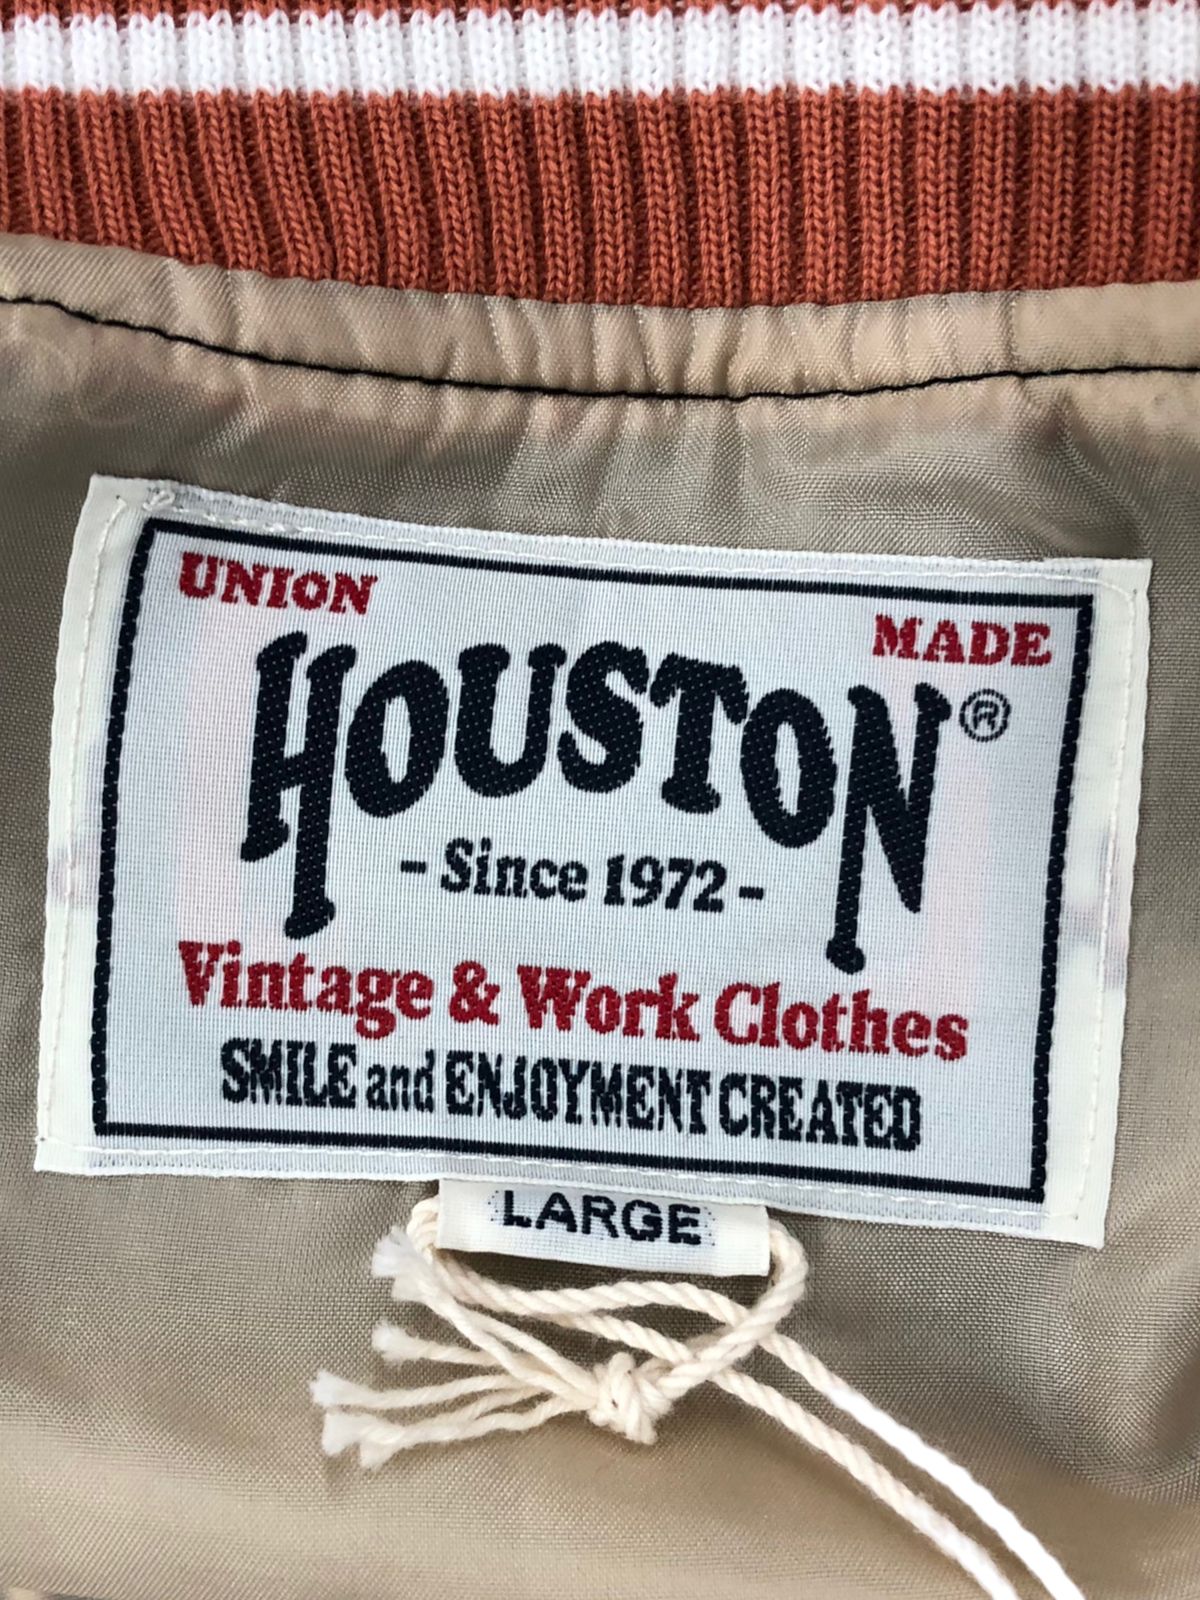 UNION
MADE
HOUSTON®
- Since 1972 -
Vintage & Work Clothes
SMILE and ENJOYMENT CREATED
LARGE